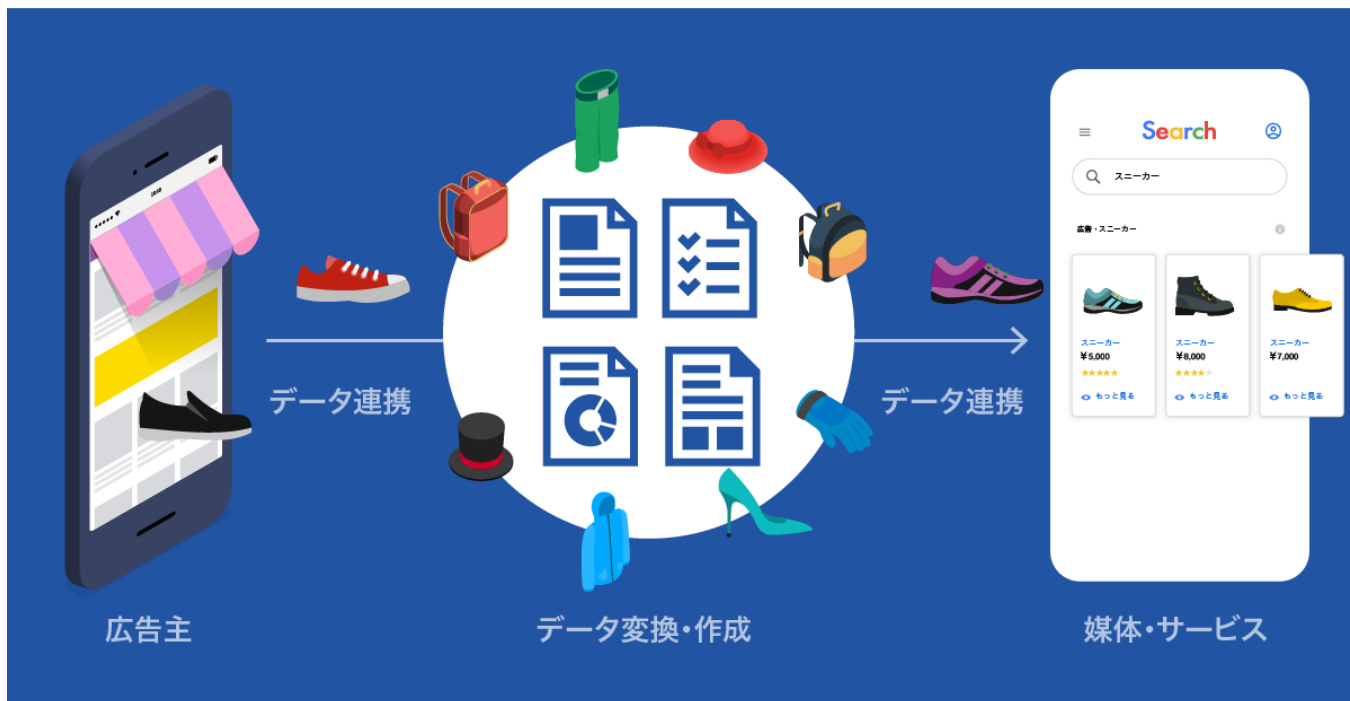 Search
スニーカー
広告・スニーカー
スニーカー
¥5,000
もっと見る
スニーカー
¥8,000
もっと見る
スニーカー
¥7,000
もっと見る
データ連携
データ連携
広告主
データ変換・作成
媒体・サービス